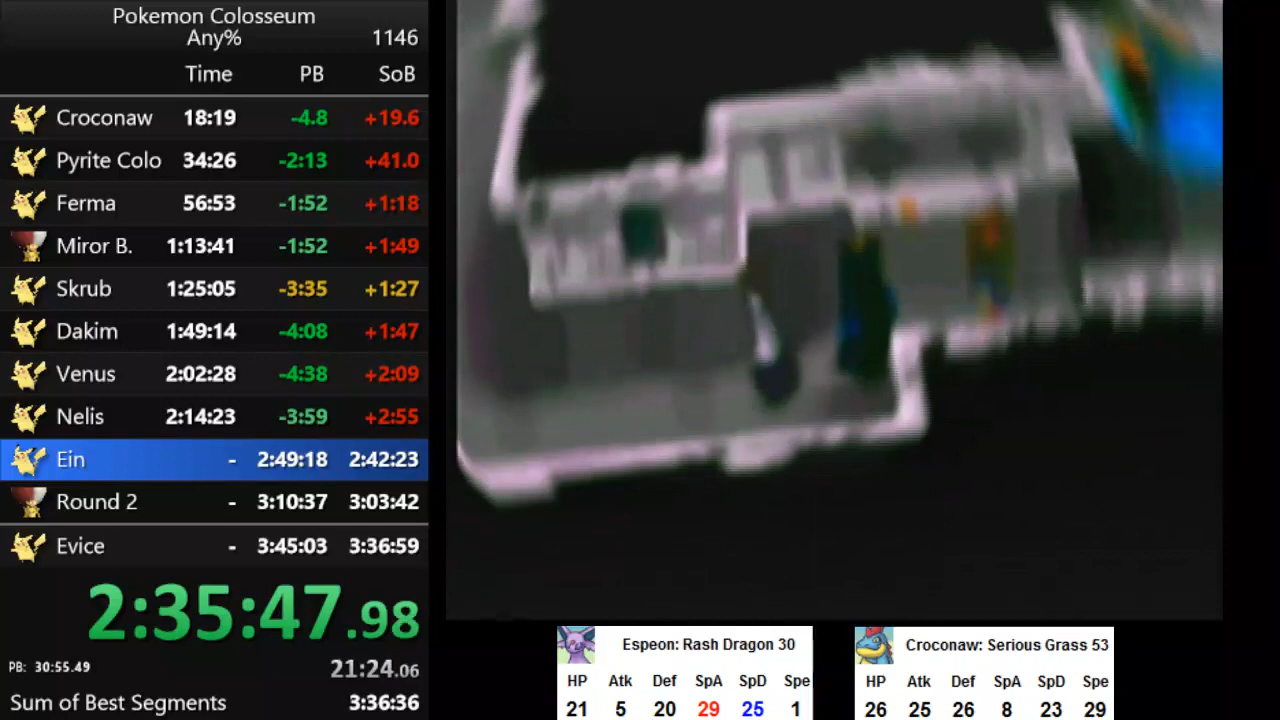 Pokemon Colosseum
Any% 1146
Time PB SoB
Croconaw 18:19 -4.8 +19.6
Pyrite Colo 34:26 -2:13 +41.0
Ferma 56:53 -1:52 +1:18
Miror B. 1:13:41 -1:52 +1:49
Skrub 1:25:05 -3:35 +1:27
Dakim 1:49:14 -4:08 +1:47
Venus 2:02:28 -4:38 +2:09
Nelis 2:14:23 -3:59 +2:55
Ein - 2:49:18 2:42:23
Round 2 - 3:10:37 3:03:42
Evice - 3:45:03 3:36:59
2:35:47.98
PB: 30:55.49 21:24.06
Sum of Best Segments 3:36:36
Espeon: Rash Dragon 30
HP Atk Def SpA SpD Spe
21 5 20 29 25 1
Croconaw: Serious Grass 53
HP Atk Def SpA SpD Spe
26 25 26 8 23 29